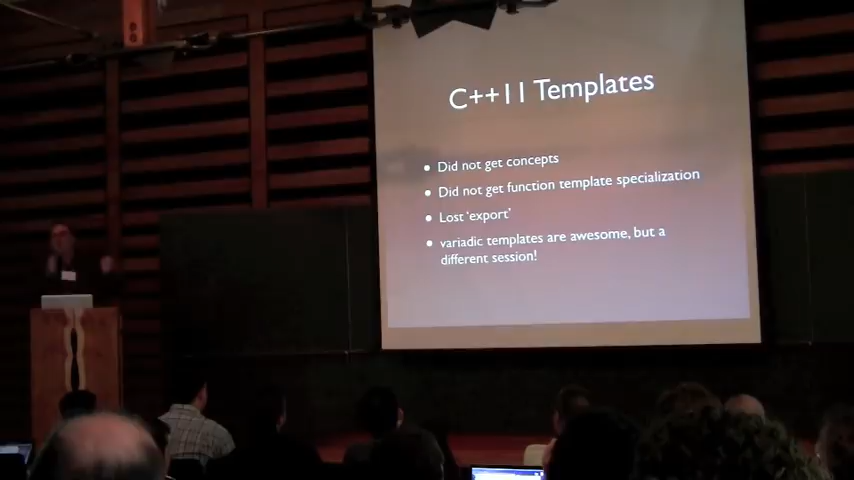 C++11 Templates
• Did not get concepts
• Did not get function template specialization
• Lost 'export'
• variadic templates are awesome, but a
different session!